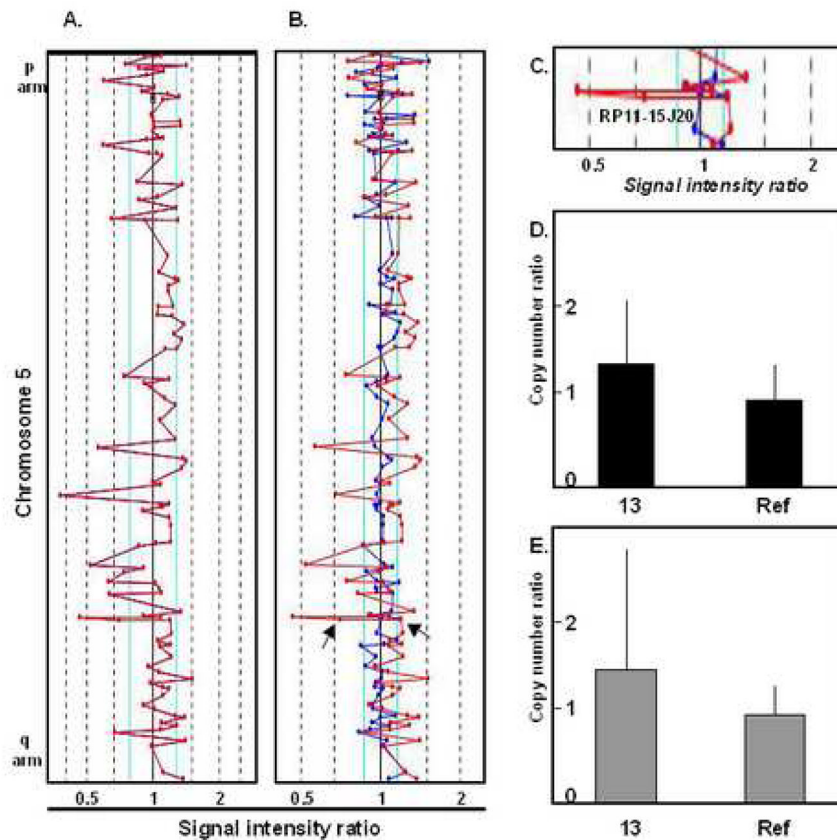 A.
B.
P
arm
Chromosome 5
q
arm
0.5 1 2
0.5 1 2
Signal intensity ratio
C.
RP11-15J20
0.5 1 2
Signal intensity ratio
D.
Copy number ratio
2
1
0
13 Ref
E.
Copy number ratio
2
1
0
13 Ref